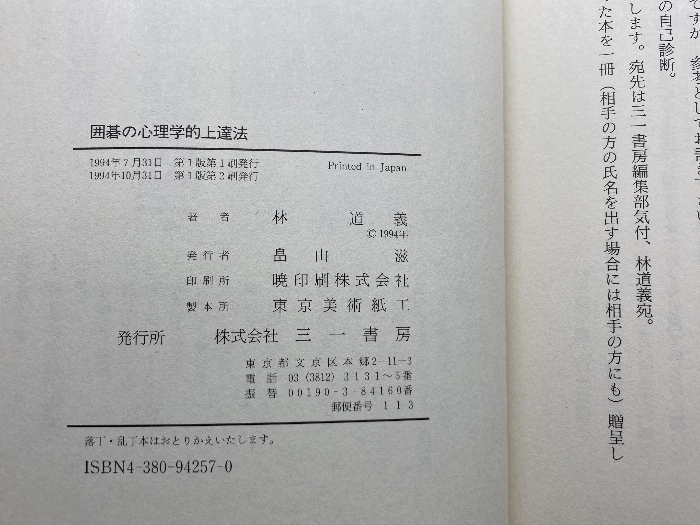 囲碁の心理学的上達法
1994年7月31日 第1版第1刷発行
1994年10月31日 第1版第3刷発行
Printed in Japan
著者 林道義
©1994年
発行者 畠山滋
印刷所 暁印刷株式会社
製本所 東京美術紙工
発行所 株式会社三一書房
東京都文京区本郷2-11-3
電話 03 (3812) 3131〜5番
振替 00190-3-84160番
郵便番号 113
落丁・乱丁本はおとりかえいたします。
ISBN4-380-94257-0
の自己診断。
します。宛先は三一書房編集部気付、林道義宛。
た本を一冊（相手の方の氏名を出す場合には相手の方にも）贈呈し